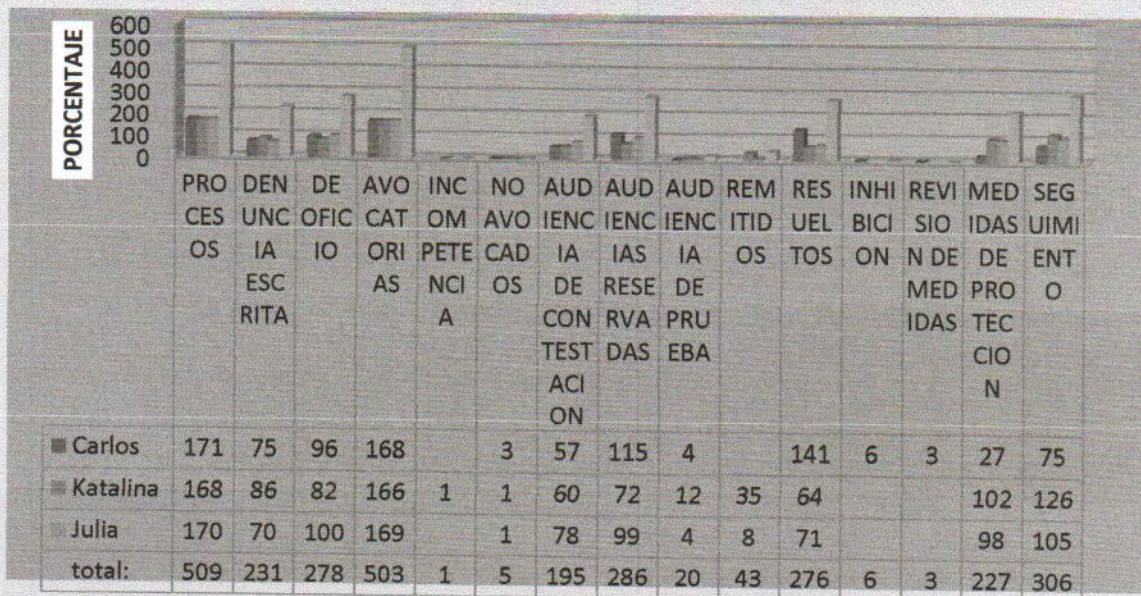 PORCENTAJE
600
500
400
300
200
100
0
PRO DEN DE AVO INC NO AUD AUD AUD REM RES INHI REVI MED SEG
CES UNC OFIC CAT OM AVO IENC IENC IENC ITID UEL BICI SIO IDAS UIMI
OS IA IO ORI PETE CAD IA IAS IA OS TOS ON N DE DE ENT
ESC AS NCI OS DE RESE DE MED PRO O
RITA A CON RVA PRU IDAS TEC
TEST DAS EBA CIO
ACI N
ON
Carlos 171 75 96 168 3 57 115 4 141 6 3 27 75
Katalina 168 86 82 166 1 1 60 72 12 35 64 102 126
Julia 170 70 100 169 1 78 99 4 8 71 98 105
total: 509 231 278 503 1 5 195 286 20 43 276 6 3 227 306